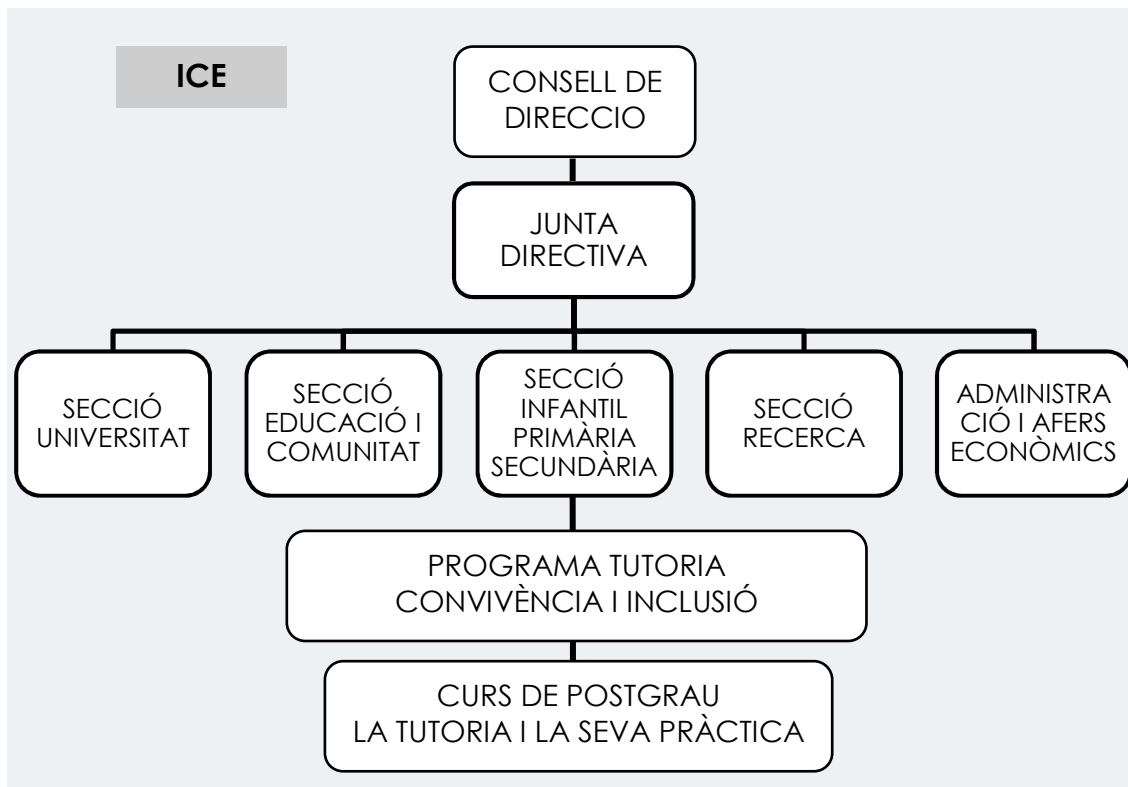 ICE
CONSELL DE
DIRECCIO
JUNTA
DIRECTIVA
SECCIÓ
UNIVERSITAT
SECCIÓ
EDUCACIÓ I
COMUNITAT
SECCIÓ
INFANTIL
PRIMÀRIA
SECUNDÀRIA
SECCIÓ
RECERCA
ADMINISTRA
CIÓ I AFERS
ECONÒMICS
PROGRAMA TUTORIA
CONVIVÈNCIA I INCLUSIÓ
CURS DE POSTGRAU
LA TUTORIA I LA SEVA PRÀCTICA